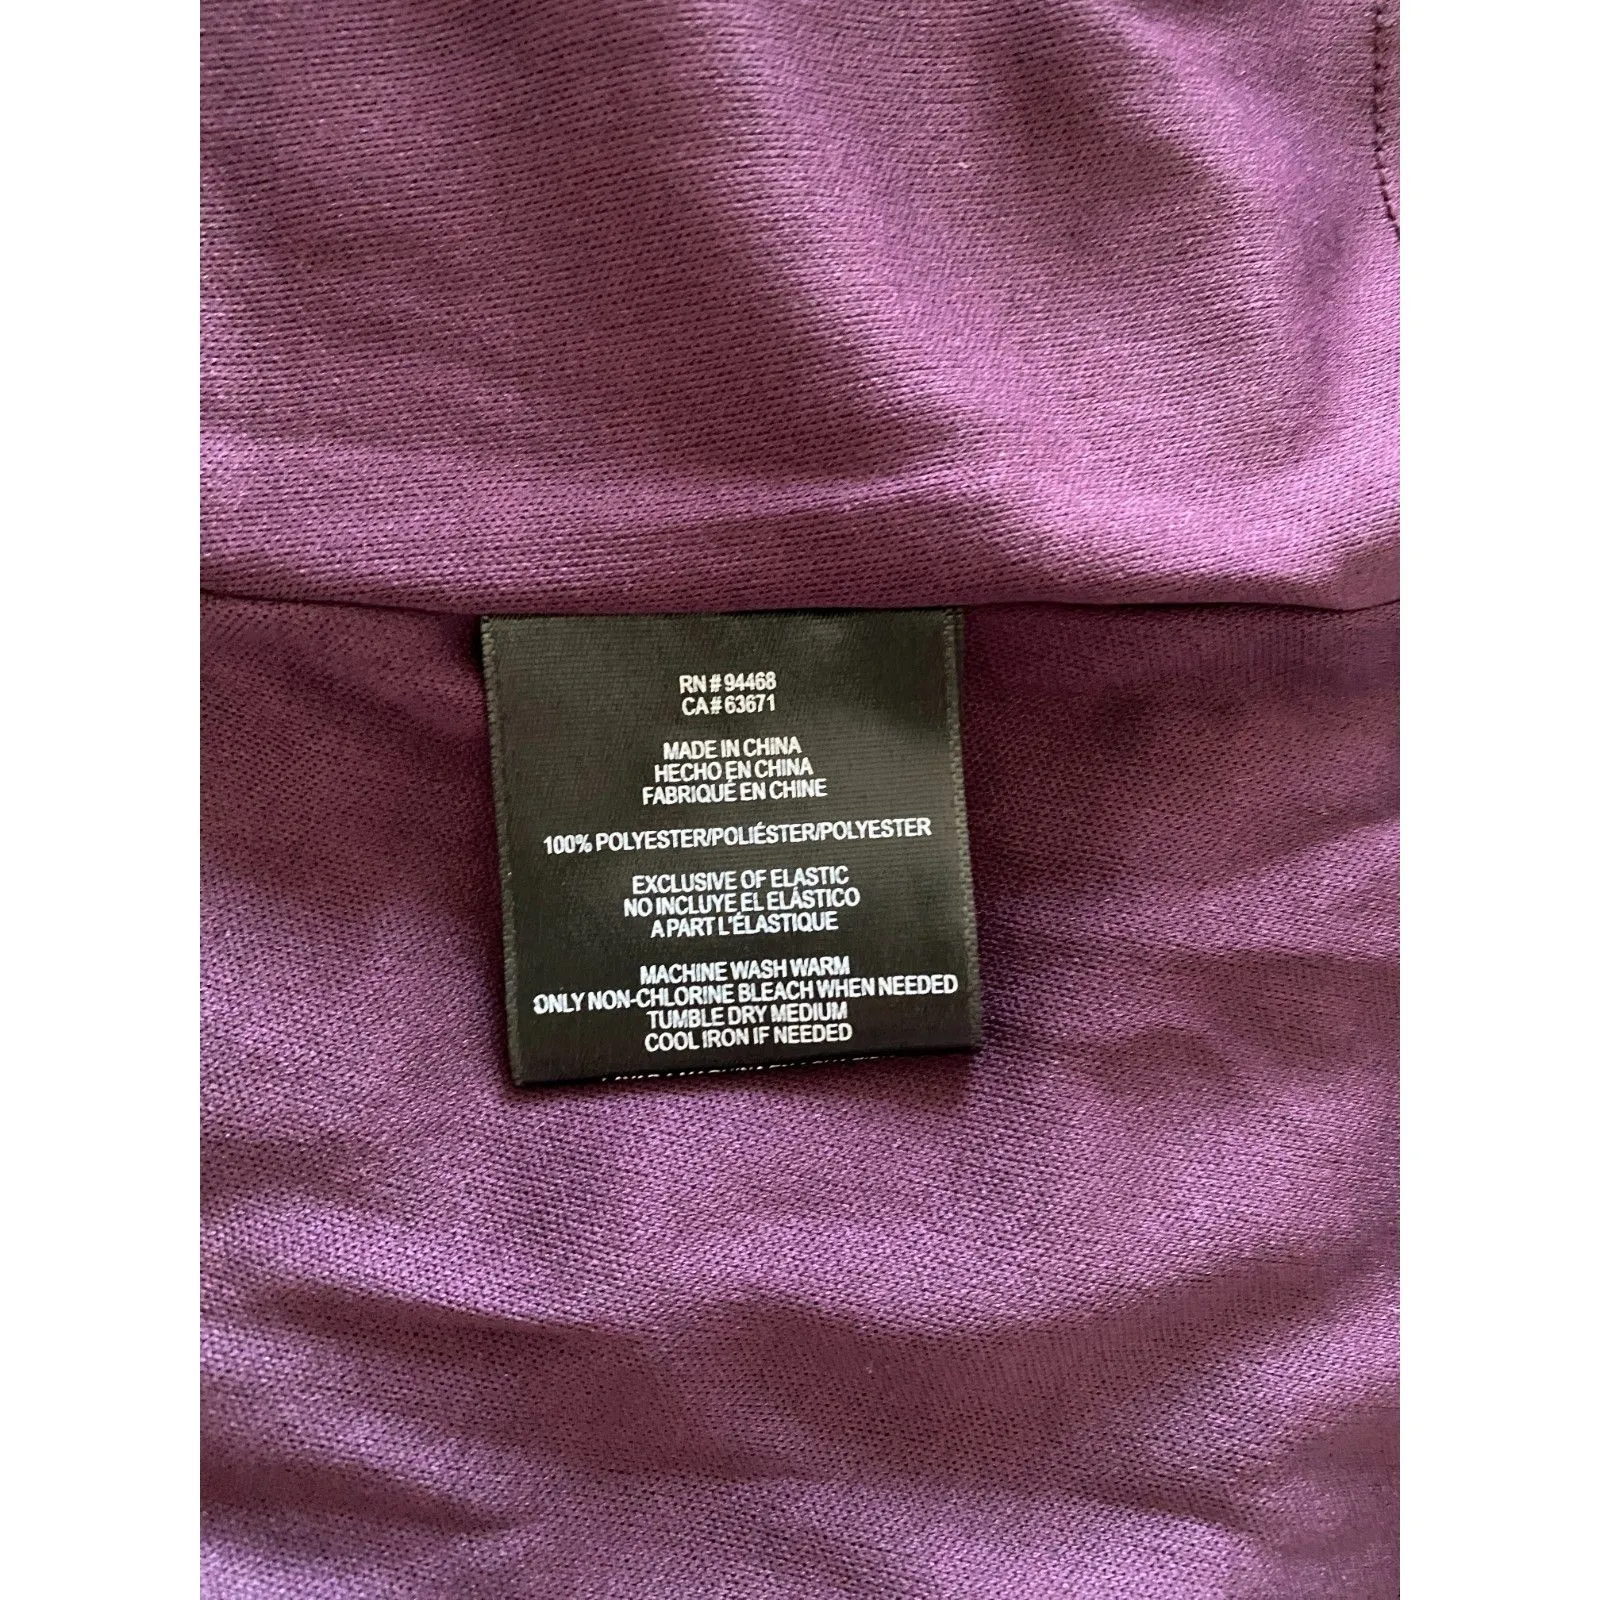 RN # 94468
CA# 63671
MADE IN CHINA
HECHO EN CHINA
FABRIQUÉ EN CHINE
100% POLYESTER/POLIÉSTER/POLYESTER
EXCLUSIVE OF ELASTIC
NO INCLUYE EL ELÁSTICO
A PART L'ÉLASTIQUE
MACHINE WASH WARM
ONLY NON-CHLORINE BLEACH WHEN NEEDED
TUMBLE DRY MEDIUM
COOL IRON IF NEEDED